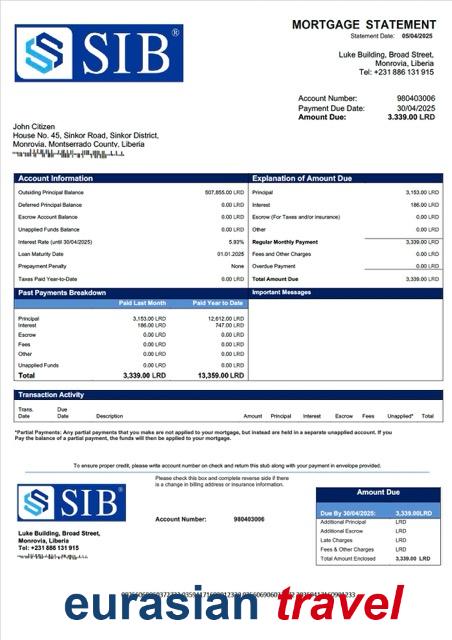 MORTGAGE STATEMENT
Statement Date: 05/04/2025
SIB®
Luke Building, Broad Street,
Monrovia, Liberia
Tel: +231 886 131 915
Account Number: 980403006
Payment Due Date: 30/04/2025
Amount Due: 3.339.00 LRD
John Citizen
House No. 45, Sinkor Road, Sinkor District,
Monrovia, Montserrado County, Liberia
Account Information
Outsiding Principal Balance 507,855.00 LRD
Deferred Principal Balance 0.00 LRD
Escrow Account Balance 0.00 LRD
Unapplied Funds Balance 0.00 LRD
Interest Rate (until 30/04/2025) 5.93%
Loan Maturity Date 01.01.2025
Prepayment Penalty None
Taxes Paid Year-to-Date 0.00 LRD
Explanation of Amount Due
Principal 3,153.00 LRD
Interest 186.00 LRD
Escrow (For Taxes and/or insurance) 0.00 LRD
Other 0.00 LRD
Regular Monthly Payment 3,339.00 LRD
Fees and Other Charges 0.00 LRD
Overdue Payment 0.00 LRD
Total Amount Due 3,339.00 LRD
Past Payments Breakdown
Paid Last Month Paid Year to Date
Principal 3,153.00 LRD 12,612.00 LRD
Interest 186.00 LRD 747.00 LRD
Escrow 0.00 LRD 0.00 LRD
Fees 0.00 LRD 0.00 LRD
Other 0.00 LRD 0.00 LRD
Unapplied Funds 0.00 LRD 0.00 LRD
Total 3,339.00 LRD 13,359.00 LRD
Important Messages
Transaction Activity
Trans. Date Due Date Description Amount Principal Interest Escrow Fees Unapplied* Total
*Partial Payments: Any partial payments that you make are not applied to your mortgage, but instead are held in a separate unapplied account. If you
Pay the balance of a partial payment, the funds will then be applied to your mortgage.
To ensure proper credit, please write account number on check and return this stub along with your payment in envelope provided.
SIB®
Please check this box and complete reverse side if there
is a change in billing address or insurance information.
Luke Building, Broad Street,
Monrovia, Liberia
Tel: +231 886 131 915
Account Number: 980403006
Amount Due
Due By 30/04/2025: 3,339.00LRD
Additional Principal LRD
Additional Escrow LRD
Late Charges LRD
Fees & Other Charges LRD
Total Amount Enclosed 3,339.00 LRD
eurasian travel